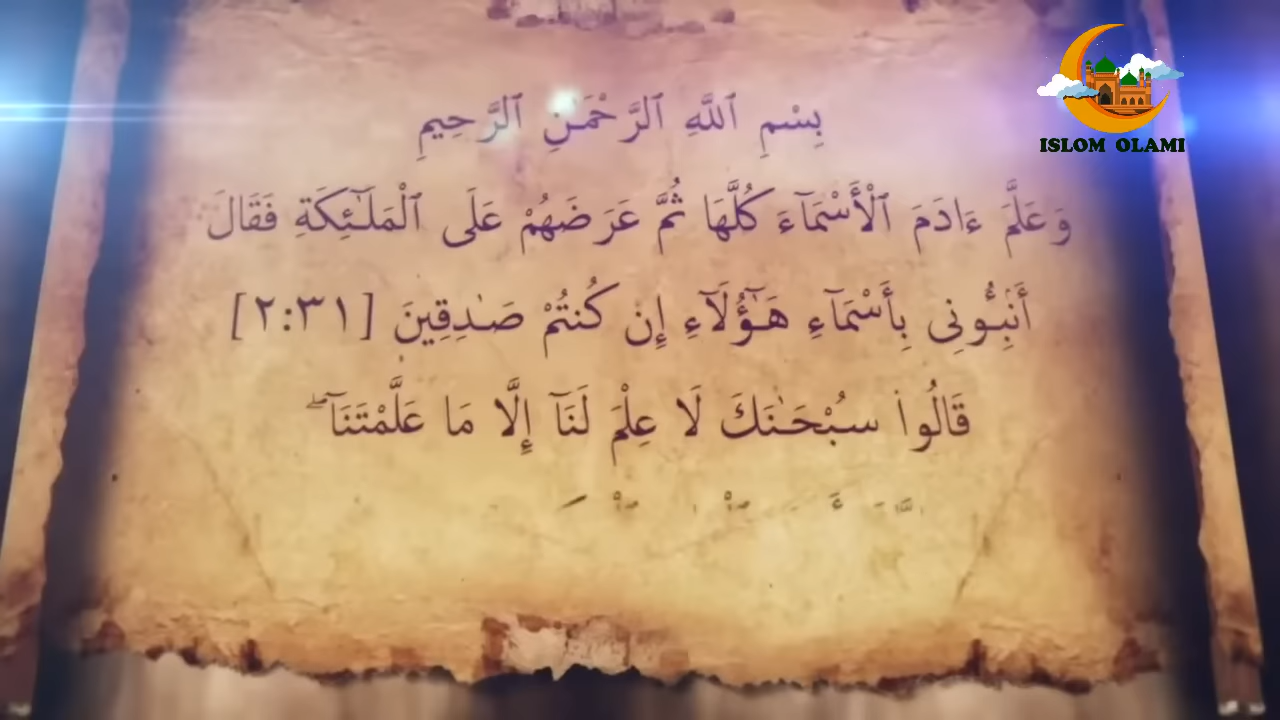 ISLOM OLAMI
بِسْمِ ٱللَّهِ ٱلرَّحْمَـٰنِ ٱلرَّحِيمِ
وَعَلَّمَ ءَادَمَ ٱلْأَسْمَآءَ كُلَّهَا ثُمَّ عَرَضَهُمْ عَلَى ٱلْمَلَـٰٓئِكَةِ فَقَالَ
أَنۢبِـُٔونِى بِأَسْمَآءِ هَـٰٓؤُلَآءِ إِن كُنتُمْ صَـٰدِقِينَ [٢:٣١]
قَالُوا۟ سُبْحَـٰنَكَ لَا عِلْمَ لَنَآ إِلَّا مَا عَلَّمْتَنَآ ۖ